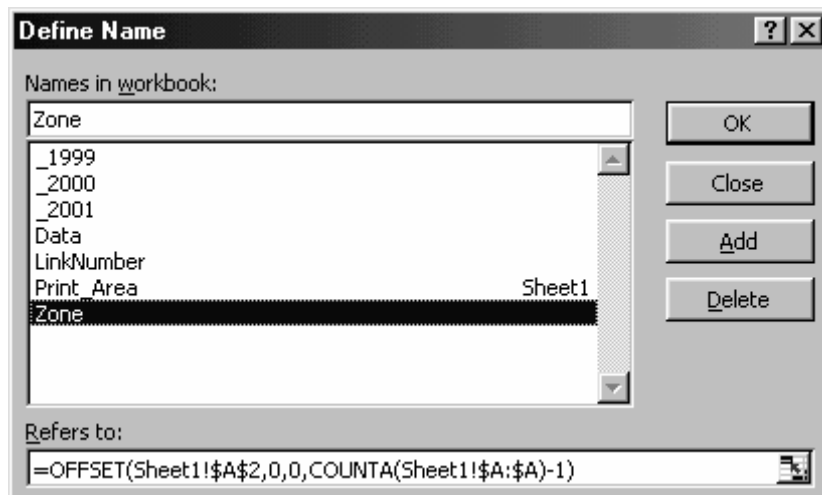 Define Name
Names in workbook:
Zone
OK
_1999
_2000
_2001
Data
LinkNumber
Print_Area Sheet1
Zone
Close
Add
Delete
Refers to:
=OFFSET(Sheet1!$A$2,0,0,COUNTA(Sheet1!$A:$A)-1)